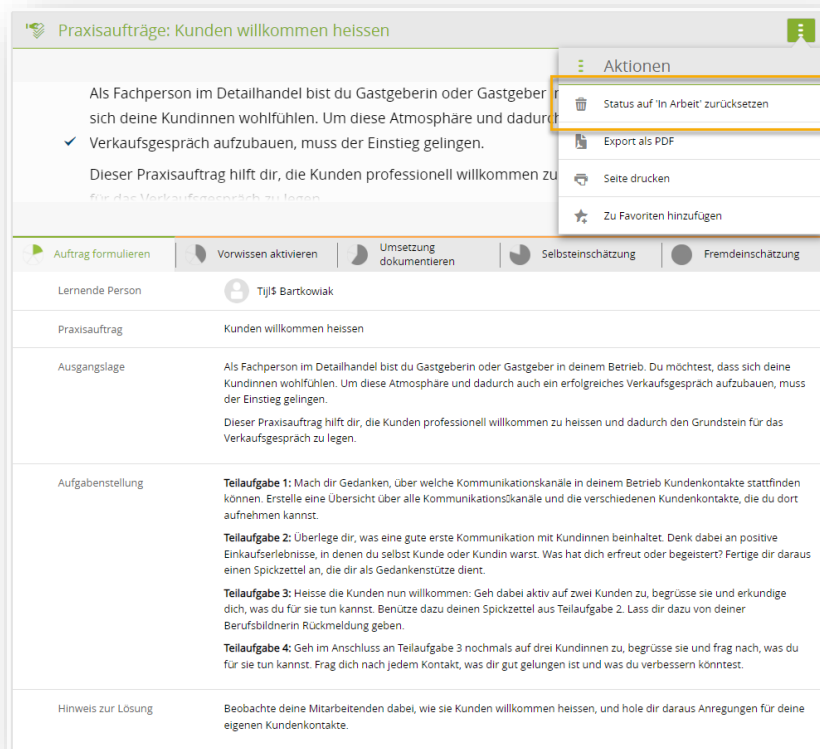 Praxisaufträge: Kunden willkommen heissen
Aktionen
Status auf 'In Arbeit' zurücksetzen
Export als PDF
Seite drucken
Zu Favoriten hinzufügen
Als Fachperson im Detailhandel bist du Gastgeberin oder Gastgeber
sich deine Kundinnen wohlfühlen. Um diese Atmosphäre und dadurch
Verkaufsgespräch aufzubauen, muss der Einstieg gelingen.
Dieser Praxisauftrag hilft dir, die Kunden professionell willkommen zu
für das Verkaufsgespräch zu legen.
Auftrag formulieren
Vorwissen aktivieren
Umsetzung
dokumentieren
Selbsteinschätzung
Fremdeinschätzung
Lernende Person
Tijl$ Bartkowiak
Praxisauftrag
Kunden willkommen heissen
Ausgangslage
Als Fachperson im Detailhandel bist du Gastgeberin oder Gastgeber in deinem Betrieb. Du möchtest, dass sich deine
Kundinnen wohlfühlen. Um diese Atmosphäre und dadurch auch ein erfolgreiches Verkaufsgespräch aufzubauen, muss
der Einstieg gelingen.
Dieser Praxisauftrag hilft dir, die Kunden professionell willkommen zu heissen und dadurch den Grundstein für das
Verkaufsgespräch zu legen.
Aufgabenstellung
Teilaufgabe 1: Mach dir Gedanken, über welche Kommunikationskanäle in deinem Betrieb Kundenkontakte stattfinden
können. Erstelle eine Übersicht über alle Kommunikations▯kanäle und die verschiedenen Kundenkontakte, die du dort
aufnehmen kannst.
Teilaufgabe 2: Überlege dir, was eine gute erste Kommunikation mit Kundinnen beinhaltet. Denk dabei an positive
Einkaufserlebnisse, in denen du selbst Kunde oder Kundin warst. Was hat dich erfreut oder begeistert? Fertige dir daraus
einen Spickzettel an, die dir als Gedankenstütze dient.
Teilaufgabe 3: Heisse die Kunden nun willkommen: Geh dabei aktiv auf zwei Kunden zu, begrüsse sie und erkundige
dich, was du für sie tun kannst. Benütze dazu deinen Spickzettel aus Teilaufgabe 2. Lass dir dazu von deiner
Berufsbildnerin Rückmeldung geben.
Teilaufgabe 4: Geh im Anschluss an Teilaufgabe 3 nochmals auf drei Kundinnen zu, begrüsse sie und frag nach, was du
für sie tun kannst. Frag dich nach jedem Kontakt, was dir gut gelungen ist und was du verbessern könntest.
Hinweis zur Lösung
Beobachte deine Mitarbeitenden dabei, wie sie Kunden willkommen heissen, und hole dir daraus Anregungen für deine
eigenen Kundenkontakte.